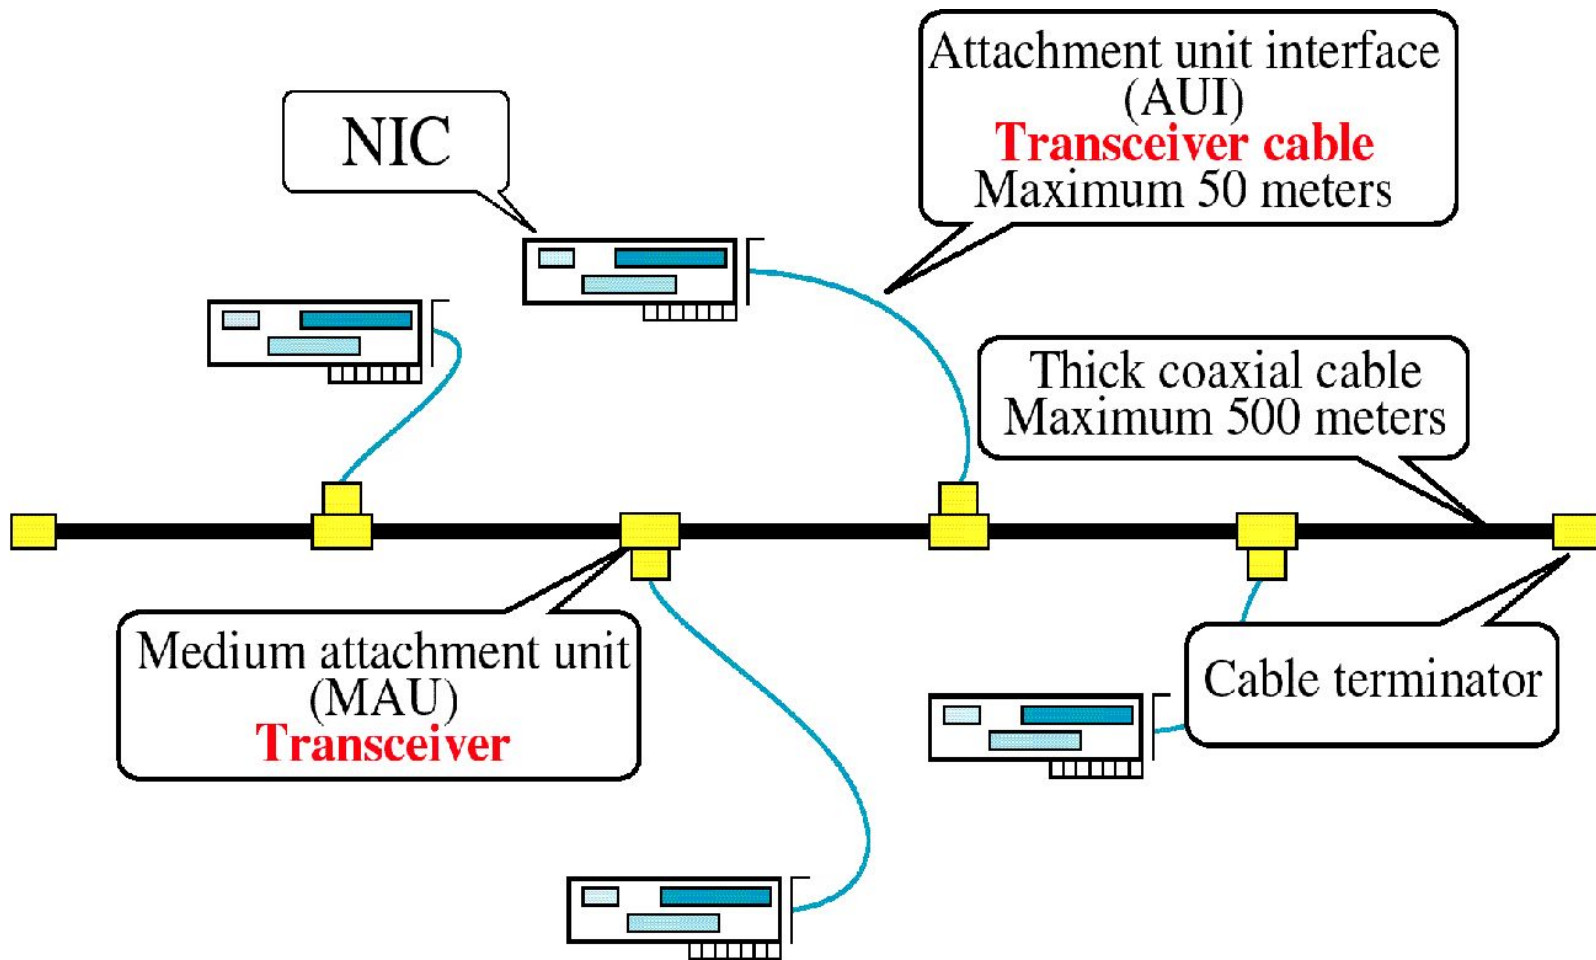 Attachment unit interface
(AUI)
Transceiver cable
Maximum 50 meters
NIC
Thick coaxial cable
Maximum 500 meters
Medium attachment unit
(MAU)
Transceiver
Cable terminator